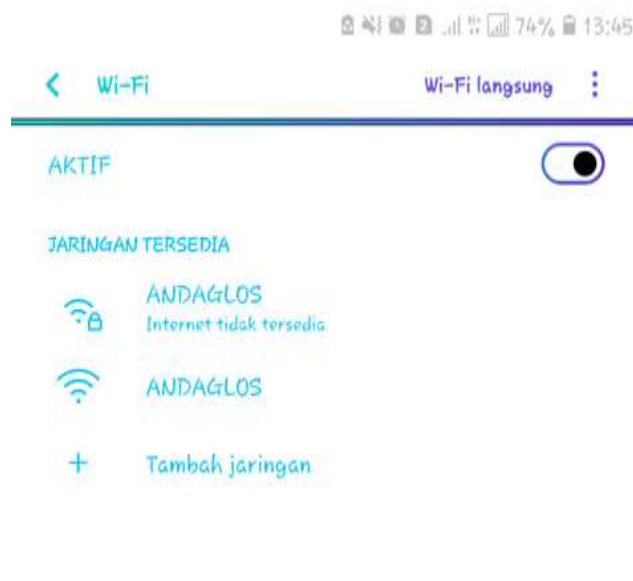 74% 13:45
Wi-Fi Wi-Fi langsung
AKTIF
JARINGAN TERSEDIA
ANDAGLOS
Internet tidak tersedia
ANDAGLOS
Tambah jaringan